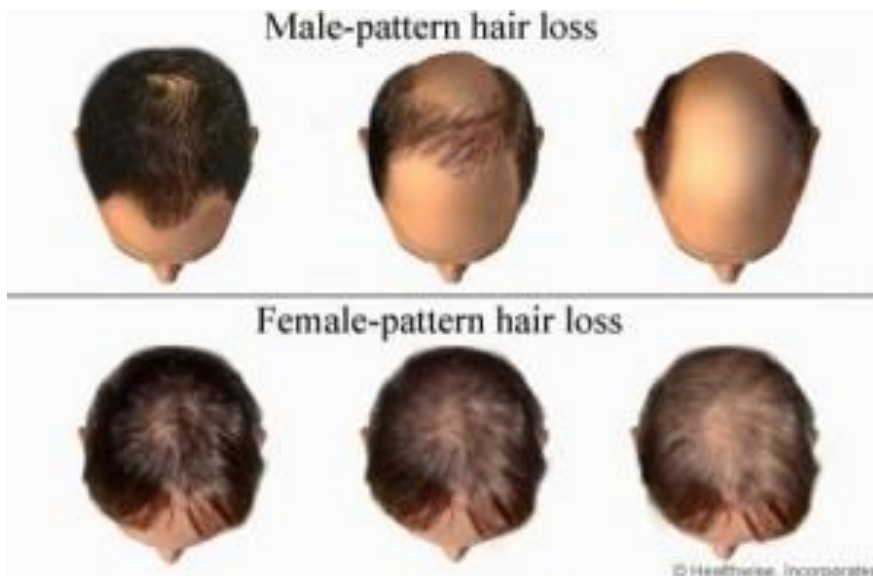 Male-pattern hair loss
Female-pattern hair loss
© Healthwise, Incorporated